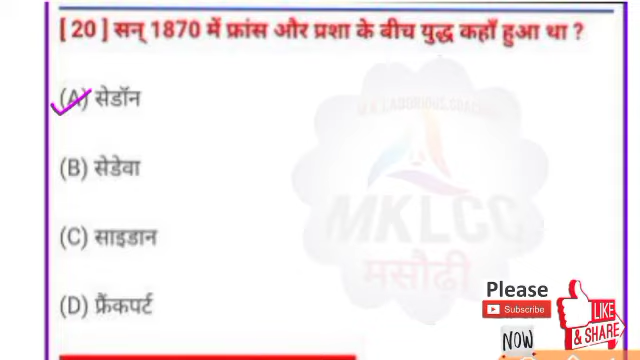 [ 20 ] सन् 1870 में फ्रांस और प्रशा के बीच युद्ध कहाँ हुआ था ?
(A) सेडॉन
(B) सेडेवा
(C) साइडान
(D) फ्रैंकपर्ट
MKLCC
मसौढ़ी
Please
Subscribe
NOW
LIKE
& SHARE